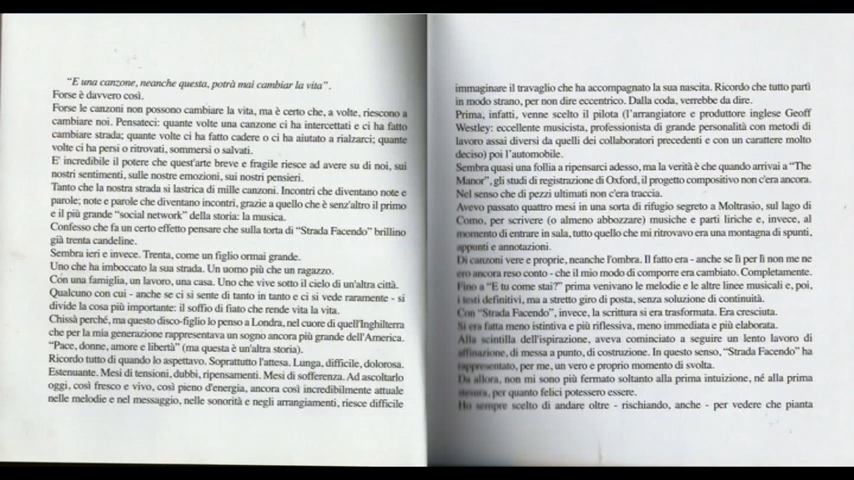 "E una canzone, neanche questa, potrà mai cambiar la vita".
Forse è davvero così.
Forse le canzoni non possono cambiare la vita, ma è certo che, a volte, riescono a
cambiare noi. Pensateci: quante volte una canzone ci ha intercettati e ci ha fatto
cambiare strada; quante volte ci ha fatto cadere o ci ha aiutato a rialzarci; quante
volte ci ha persi o ritrovati, sommersi o salvati.
E' incredibile il potere che quest'arte breve e fragile riesce ad avere su di noi, sui
nostri sentimenti, sulle nostre emozioni, sui nostri pensieri.
Tanto che la nostra strada si lastrica di mille canzoni. Incontri che diventano note e
parole; note e parole che diventano incontri, grazie a quello che è senz'altro il primo
e il più grande "social network" della storia: la musica.
Confesso che fa un certo effetto pensare che sulla torta di "Strada Facendo" brillino
già trenta candeline.
Sembra ieri e invece. Trenta, come un figlio ormai grande.
Uno che ha imboccato la sua strada. Un uomo più che un ragazzo.
Con una famiglia, un lavoro, una casa. Uno che vive sotto il cielo di un'altra città.
Qualcuno con cui - anche se ci si sente di tanto in tanto e ci si vede raramente - si
divide la cosa più importante: il soffio di fiato che rende vita la vita.
Chissà perché, ma questo disco-figlio lo penso a Londra, nel cuore di quell'Inghilterra
che per la mia generazione rappresentava un sogno ancora più grande dell'America.
"Pace, donne, amore e libertà" (ma questa è un'altra storia).
Ricordo tutto di quando lo aspettavo. Soprattutto l'attesa. Lunga, difficile, dolorosa.
Estenuante. Mesi di tensioni, dubbi, ripensamenti. Mesi di sofferenza. Ad ascoltarlo
oggi, così fresco e vivo, così pieno d'energia, ancora così incredibilmente attuale
nelle melodie e nel messaggio, nelle sonorità e negli arrangiamenti, riesce difficile
immaginare il travaglio che ha accompagnato la sua nascita. Ricordo che tutto partì
in modo strano, per non dire eccentrico. Dalla coda, verrebbe da dire.
Prima, infatti, venne scelto il pilota (l'arrangiatore e produttore inglese Geoff
Westley: eccellente musicista, professionista di grande personalità con metodi di
lavoro assai diversi da quelli dei collaboratori precedenti e con un carattere molto
deciso) poi l'automobile.
Sembra quasi una follia a ripensarci adesso, ma la verità è che quando arrivai a "The
Manor", gli studi di registrazione di Oxford, il progetto compositivo non c'era ancora.
Nel senso che di pezzi ultimati non c'era traccia.
Avevo passato quattro mesi in una sorta di rifugio segreto a Moltrasio, sul lago di
Como, per scrivere (o almeno abbozzare) musiche e parti liriche e, invece, al
momento di entrare in sala, tutto quello che mi ritrovavo era una montagna di spunti,
appunti e annotazioni.
Di canzoni vere e proprie, neanche l'ombra. Il fatto era - anche se lì per lì non me ne
ero ancora reso conto - che il mio modo di comporre era cambiato. Completamente.
Fino a "E tu come stai?" prima venivano le melodie e le altre linee musicali e, poi,
i testi definitivi, ma a stretto giro di posta, senza soluzione di continuità.
Con "Strada Facendo", invece, la scrittura si era trasformata. Era cresciuta.
Si era fatta meno istintiva e più riflessiva, meno immediata e più elaborata.
Alla scintilla dell'ispirazione, aveva cominciato a seguire un lento lavoro di
affinazione, di messa a punto, di costruzione. In questo senso, "Strada Facendo" ha
rappresentato, per me, un vero e proprio momento di svolta.
Da allora, non mi sono più fermato soltanto alla prima intuizione, né alla prima
stesura, per quanto felici potessero essere.
Ho sempre scelto di andare oltre - rischiando, anche - per vedere che pianta